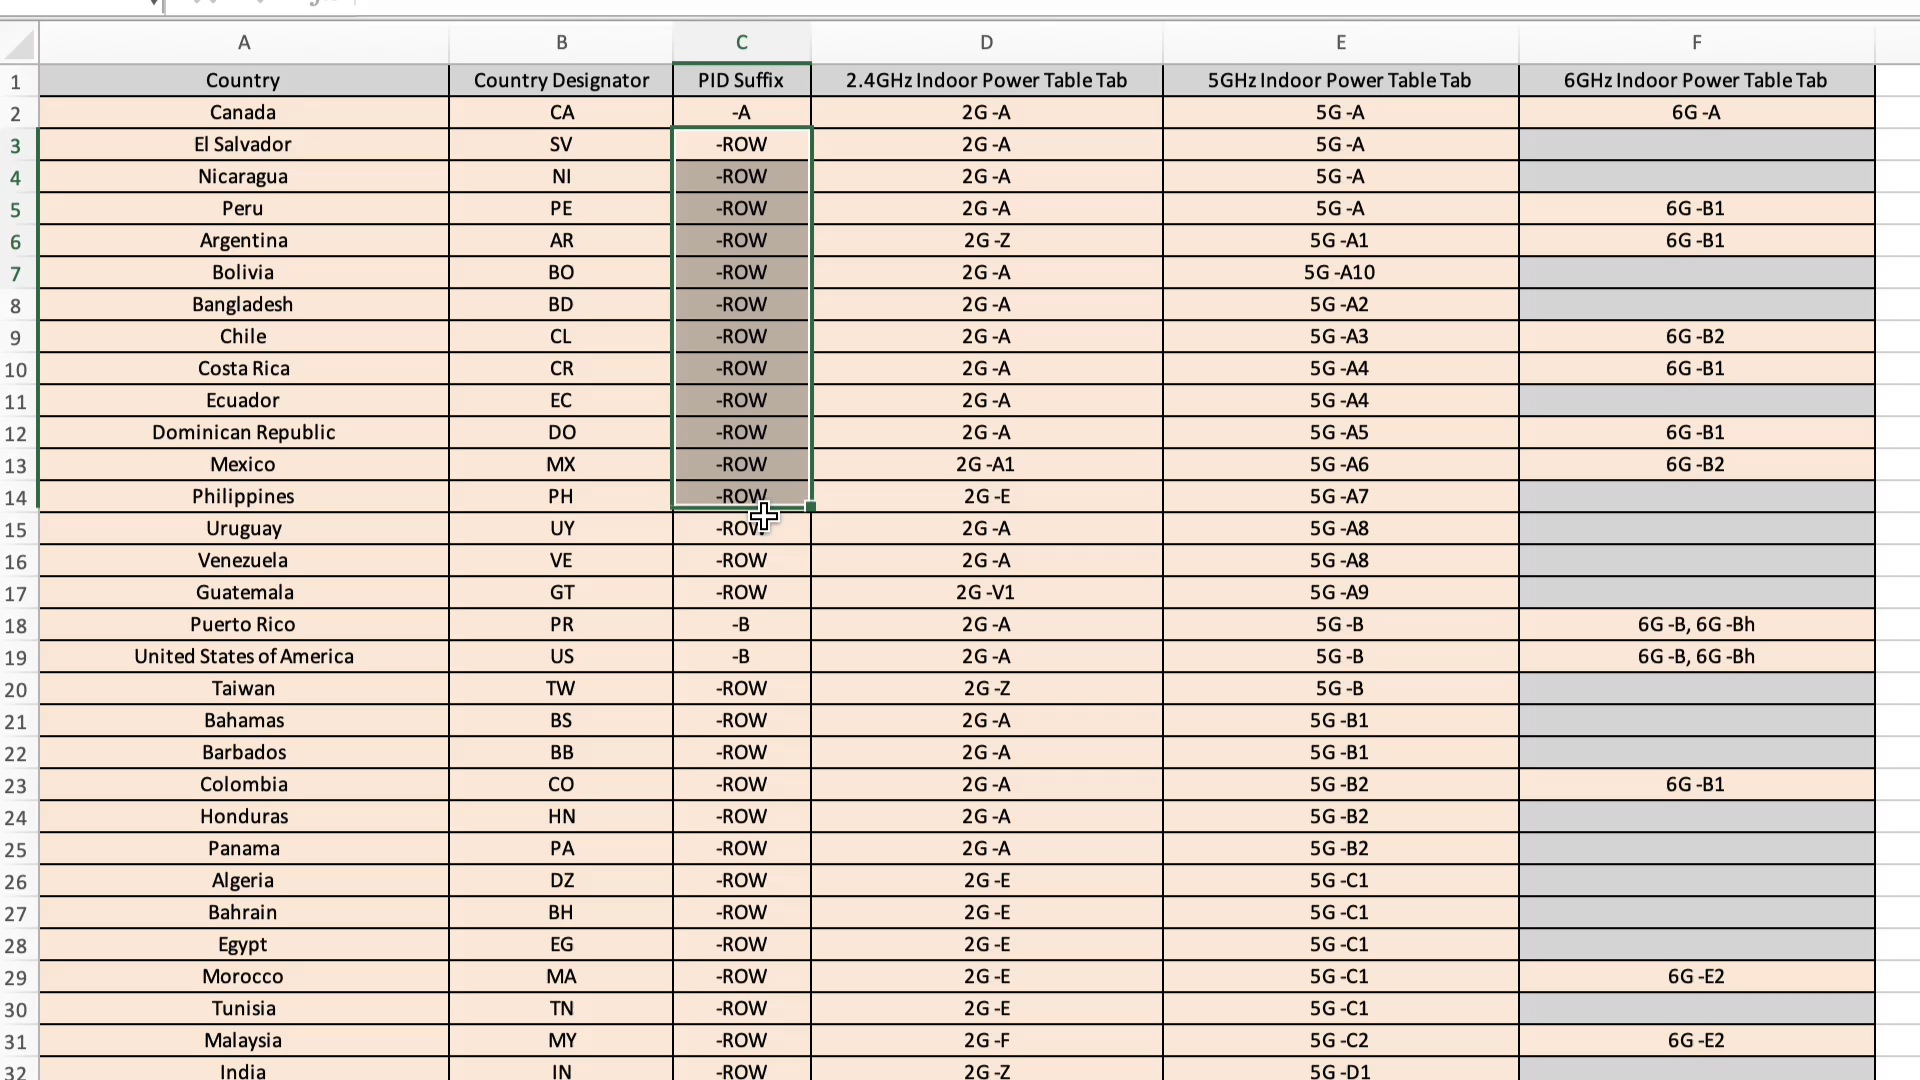 A B C D E F
1 Country Country Designator PID Suffix 2.4GHz Indoor Power Table Tab 5GHz Indoor Power Table Tab 6GHz Indoor Power Table Tab
2 Canada CA -A 2G -A 5G -A 6G -A
3 El Salvador SV -ROW 2G -A 5G -A
4 Nicaragua NI -ROW 2G -A 5G -A
5 Peru PE -ROW 2G -A 5G -A 6G -B1
6 Argentina AR -ROW 2G -Z 5G -A1 6G -B1
7 Bolivia BO -ROW 2G -A 5G -A10
8 Bangladesh BD -ROW 2G -A 5G -A2
9 Chile CL -ROW 2G -A 5G -A3 6G -B2
10 Costa Rica CR -ROW 2G -A 5G -A4 6G -B1
11 Ecuador EC -ROW 2G -A 5G -A4
12 Dominican Republic DO -ROW 2G -A 5G -A5 6G -B1
13 Mexico MX -ROW 2G -A1 5G -A6 6G -B2
14 Philippines PH -ROW 2G -E 5G -A7
15 Uruguay UY -ROW 2G -A 5G -A8
16 Venezuela VE -ROW 2G -A 5G -A8
17 Guatemala GT -ROW 2G -V1 5G -A9
18 Puerto Rico PR -B 2G -A 5G -B 6G -B, 6G -Bh
19 United States of America US -B 2G -A 5G -B 6G -B, 6G -Bh
20 Taiwan TW -ROW 2G -Z 5G -B
21 Bahamas BS -ROW 2G -A 5G -B1
22 Barbados BB -ROW 2G -A 5G -B1
23 Colombia CO -ROW 2G -A 5G -B2 6G -B1
24 Honduras HN -ROW 2G -A 5G -B2
25 Panama PA -ROW 2G -A 5G -B2
26 Algeria DZ -ROW 2G -E 5G -C1
27 Bahrain BH -ROW 2G -E 5G -C1
28 Egypt EG -ROW 2G -E 5G -C1
29 Morocco MA -ROW 2G -E 5G -C1 6G -E2
30 Tunisia TN -ROW 2G -E 5G -C1
31 Malaysia MY -ROW 2G -F 5G -C2 6G -E2
32 India IN -ROW 2G -Z 5G -D1